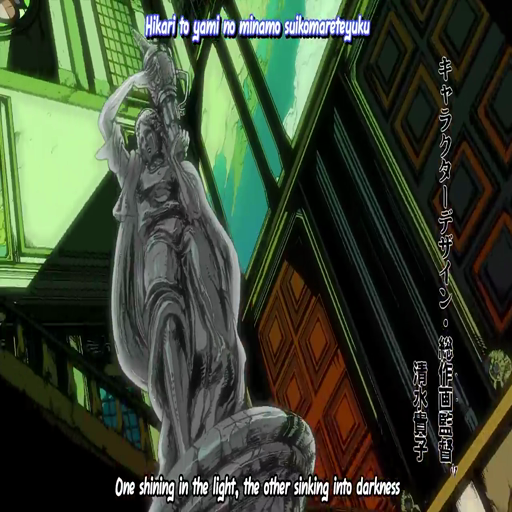 Hikari to yami no minamo suikomareteyuku
キャラクターデザイン・総作画監督
清水貴子
One shining in the light, the other sinking into darkness